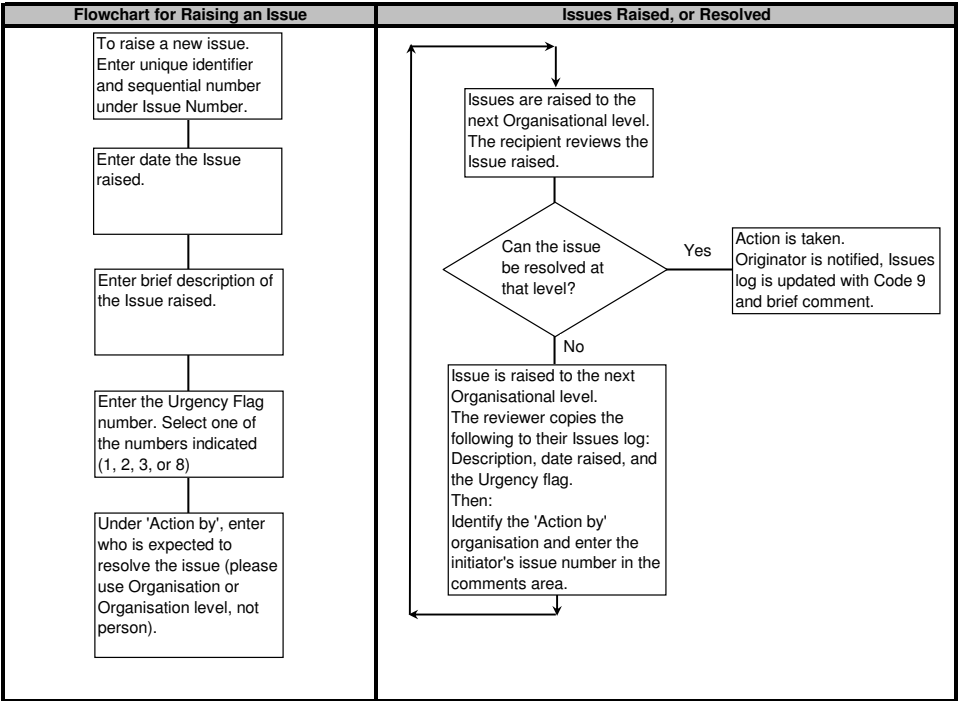 Flowchart for Raising an Issue
To raise a new issue.
Enter unique identifier
and sequential number
under Issue Number.
Enter date the Issue
raised.
Enter brief description of
the Issue raised.
Enter the Urgency Flag
number. Select one of
the numbers indicated
(1, 2, 3, or 8)
Under 'Action by', enter
who is expected to
resolve the issue (please
use Organisation or
Organisation level, not
person).
Issues Raised, or Resolved
Issues are raised to the
next Organisational level.
The recipient reviews the
Issue raised.
Can the issue
be resolved at
that level?
Yes
Action is taken.
Originator is notified, Issues
log is updated with Code 9
and brief comment.
No
Issue is raised to the next
Organisational level.
The reviewer copies the
following to their Issues log:
Description, date raised, and
the Urgency flag.
Then:
Identify the 'Action by'
organisation and enter the
initiator's issue number in the
comments area.